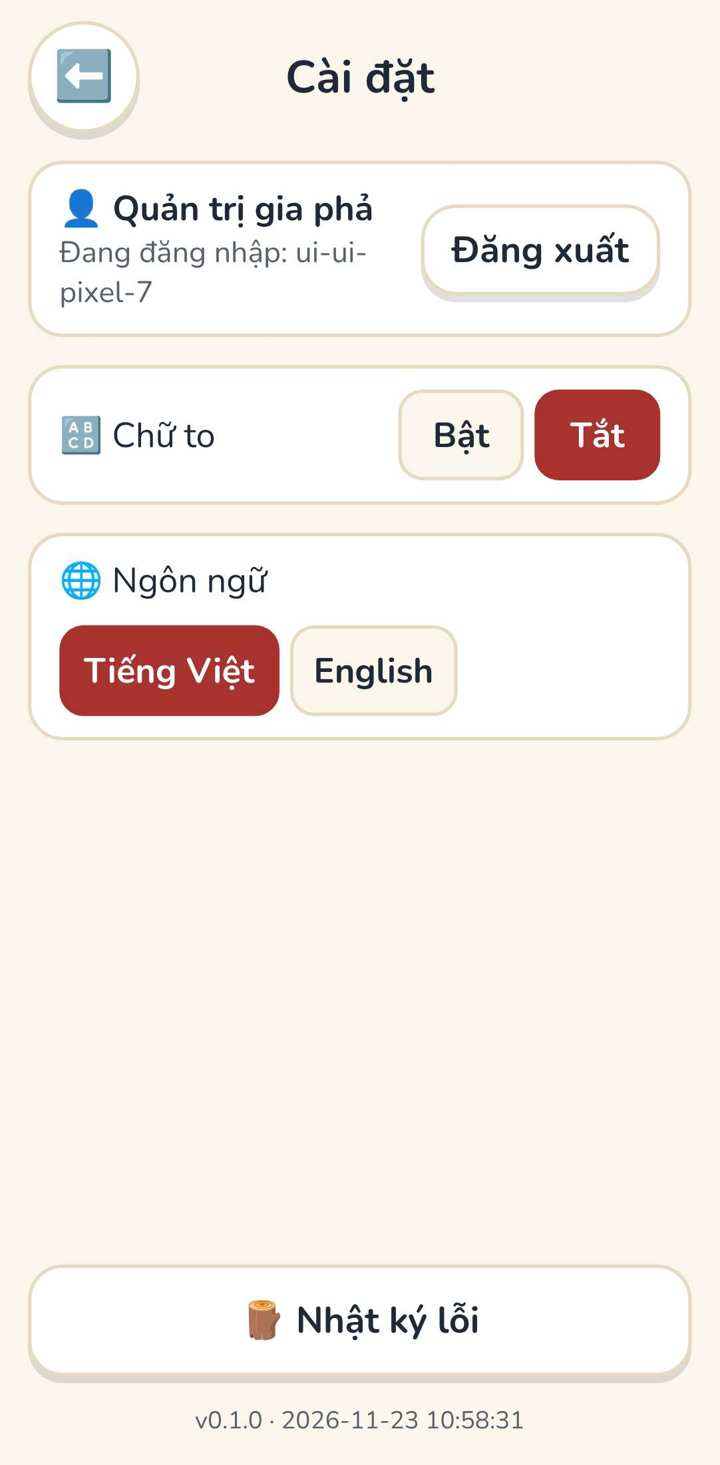 Cài đặt
Quản trị gia phả
Đang đăng nhập: ui-ui-
pixel-7
Đăng xuất
Chữ to
Bật
Tắt
Ngôn ngữ
Tiếng Việt
English
Nhật ký lỗi
v0.1.0 · 2026-11-23 10:58:31